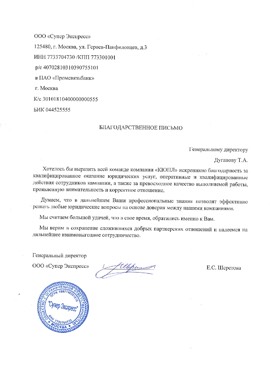 ООО «Супер Экспресс»
125480, г. Москва, ул. Героев-Панфиловцев, д.3
ИНН 7733704730 /КПП 773301001
р/с 40702810310390755101
в ПАО «Промсвязьбанк»
г. Москва
К/с 30101810400000000555
БИК 044525555
БЛАГОДАРСТВЕННОЕ ПИСЬМО
Генеральному директору
Дуганову Т.А.
Хотелось бы выразить всей команде компании «КЮЦЛ» искреннюю благодарность за
квалифицированное оказание юридических услуг, оперативные и квалифицированные
действия сотрудников компании, а также за превосходное качество выполняемой работы,
проявленную внимательность и корректное отношение.
Думаем, что в дальнейшем Ваши профессиональные знания позволят эффективно
решать любые юридические вопросы на основе доверия между нашими компаниями.
Мы считаем большой удачей, что в свое время, обратились именно к Вам.
Мы верим в сохранение сложившихся добрых партнерских отношений и надеемся на
дальнейшее взаимовыгодное сотрудничество.
Генеральный директор
ООО «Супер Экспресс»
Е.С. Шергтова
"Супер Экспресс"